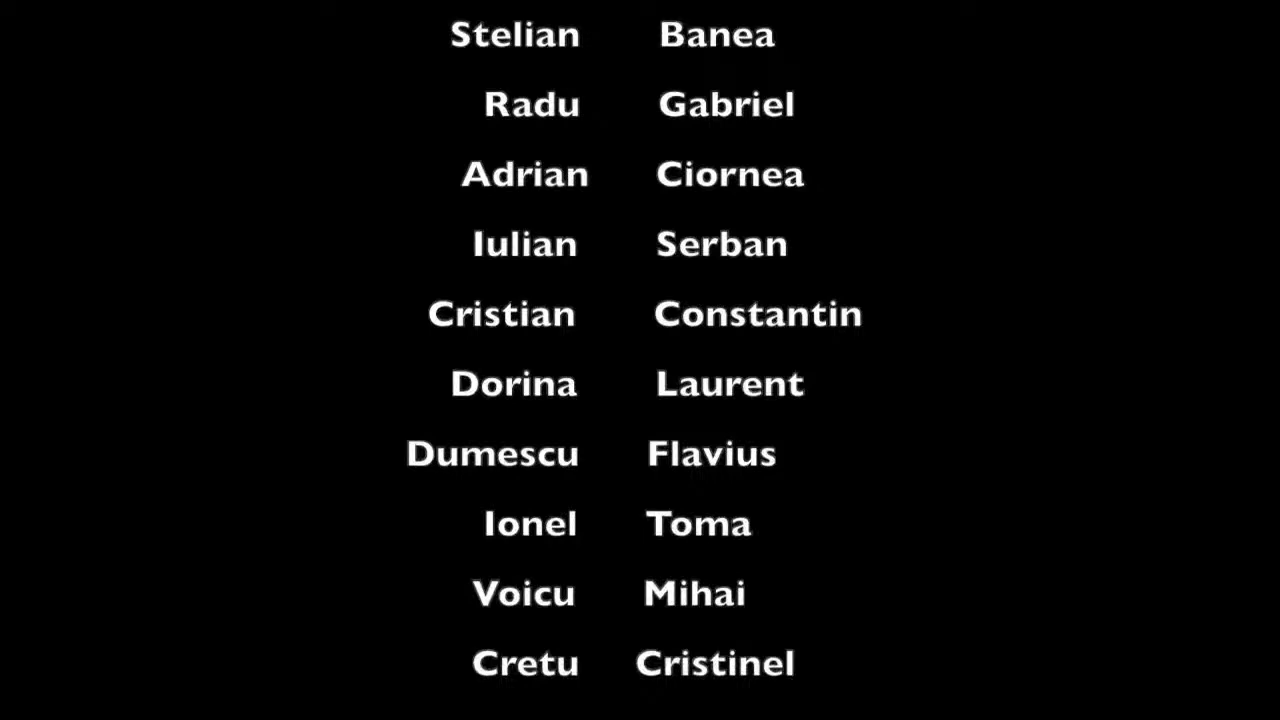 Stelian Banea
Radu Gabriel
Adrian Ciornea
Iulian Serban
Cristian Constantin
Dorina Laurent
Dumescu Flavius
Ionel Toma
Voicu Mihai
Cretu Cristinel